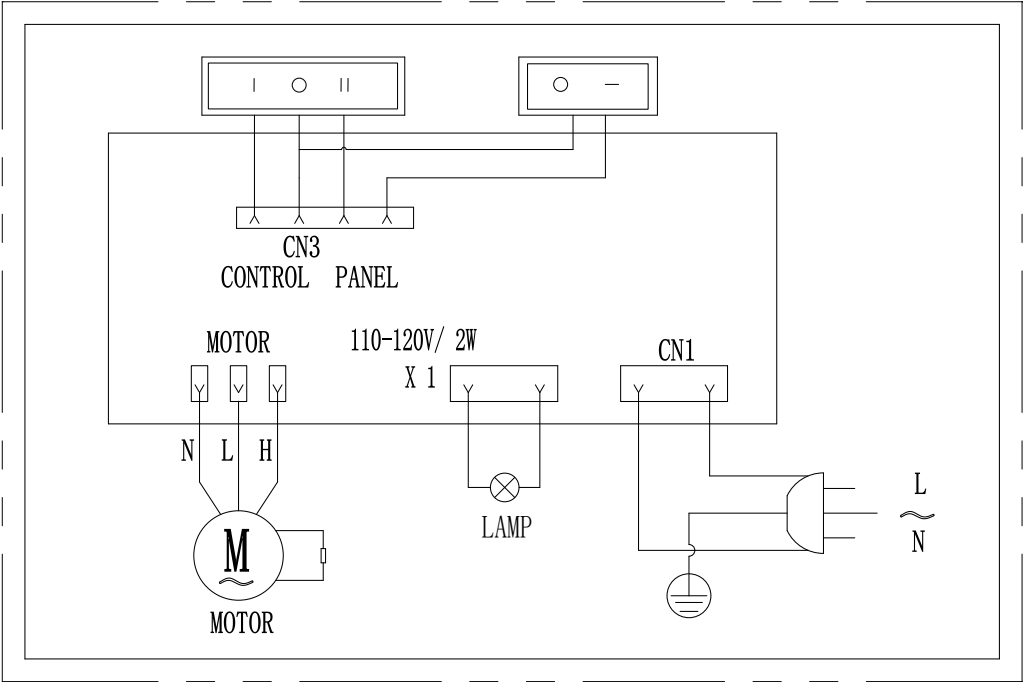 I O II
O —
CN3
CONTROL PANEL
MOTOR
110-120V/ 2W
X 1
CN1
N L H
M
MOTOR
LAMP
L
N